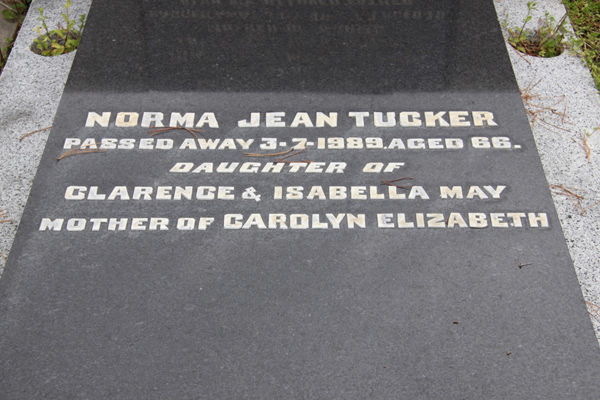 NORMA JEAN TUCKER
PASSED AWAY 3-7-1989, AGED 66.
DAUGHTER OF
CLARENCE & ISABELLA MAY
MOTHER OF CAROLYN ELIZABETH